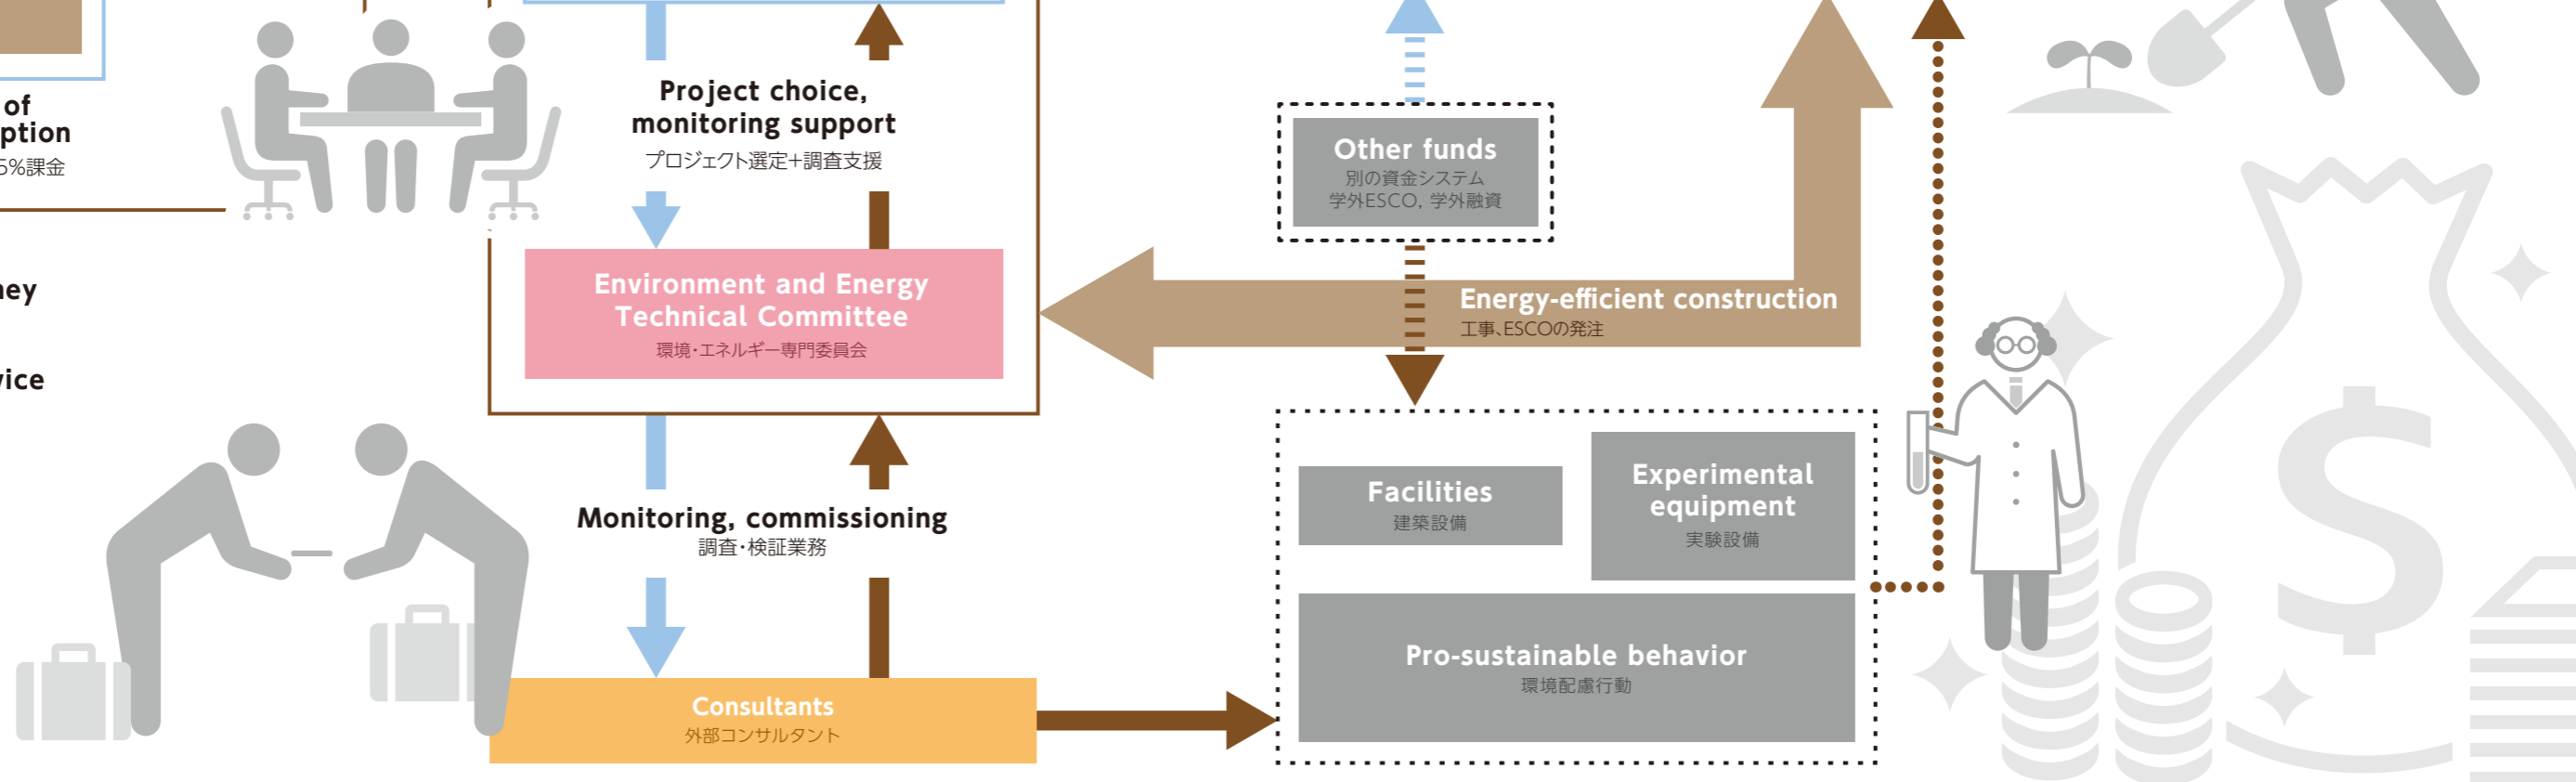 of
5%課金
Project choice,
monitoring support
プロジェクト選定+調査支援
Other funds
別の資金システム
学外ESCO, 学外融資
Environment and Energy
Technical Committee
環境・エネルギー専門委員会
Energy-efficient construction
工事、ESCOの発注
Monitoring, commissioning
調査・検証業務
Facilities
建築設備
Experimental
equipment
実験設備
Pro-sustainable behavior
環境配慮行動
Consultants
外部コンサルタント
$